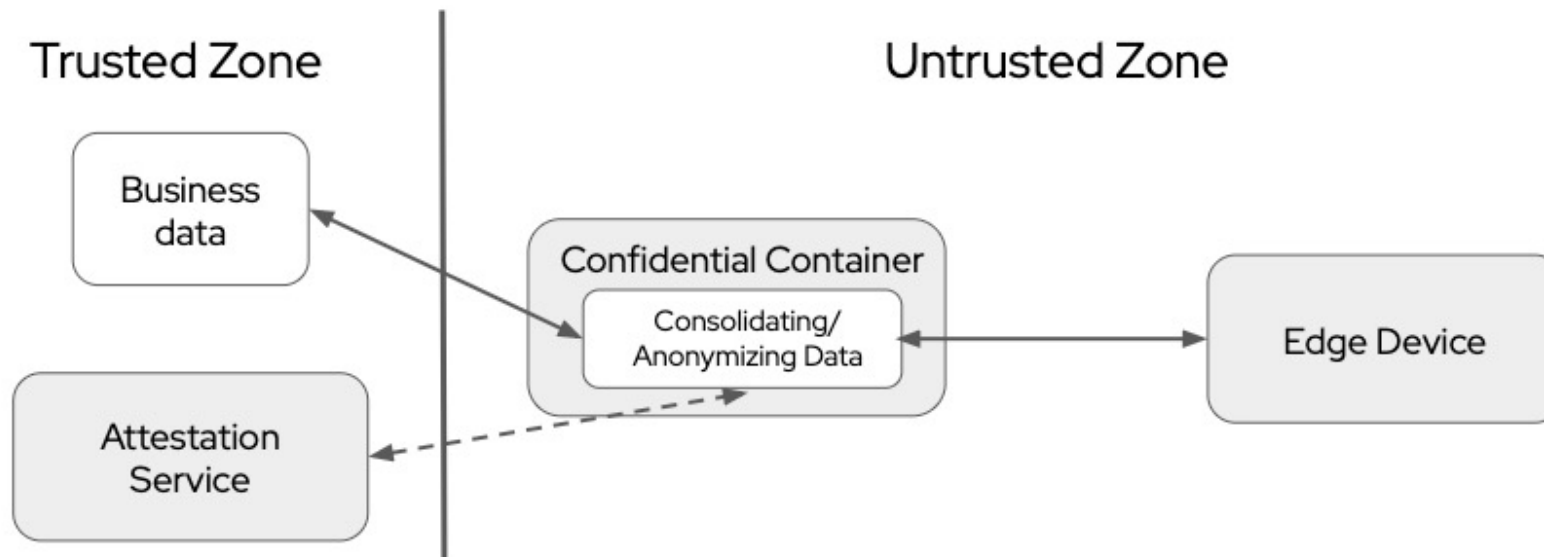 Trusted Zone
Untrusted Zone
Business
data
Confidential Container
Consolidating/
Anonymizing Data
Edge Device
Attestation
Service